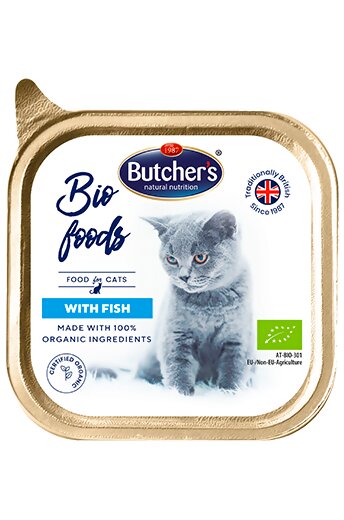 SINCE 1987
Butcher's
natural nutrition
Traditionally British
Since 1987
Bio
foods
FOOD for CATS
WITH FISH
MADE WITH 100%
ORGANIC INGREDIENTS
CERTIFIED ORGANIC
AT-BIO-301
EU-/Non-EU-Agriculture